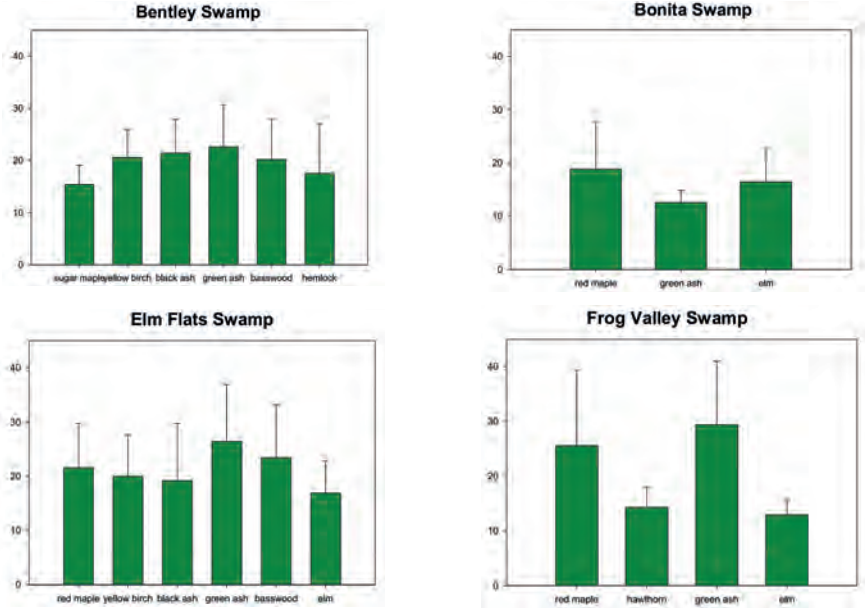 Bentley Swamp
40
30
20
10
0
sugar maple yellow birch black ash green ash basswood hemlock
Bonita Swamp
40
30
20
10
0
red maple green ash elm
Elm Flats Swamp
40
30
20
10
0
red maple yellow birch black ash green ash basswood elm
Frog Valley Swamp
40
30
20
10
0
red maple hawthorn green ash elm